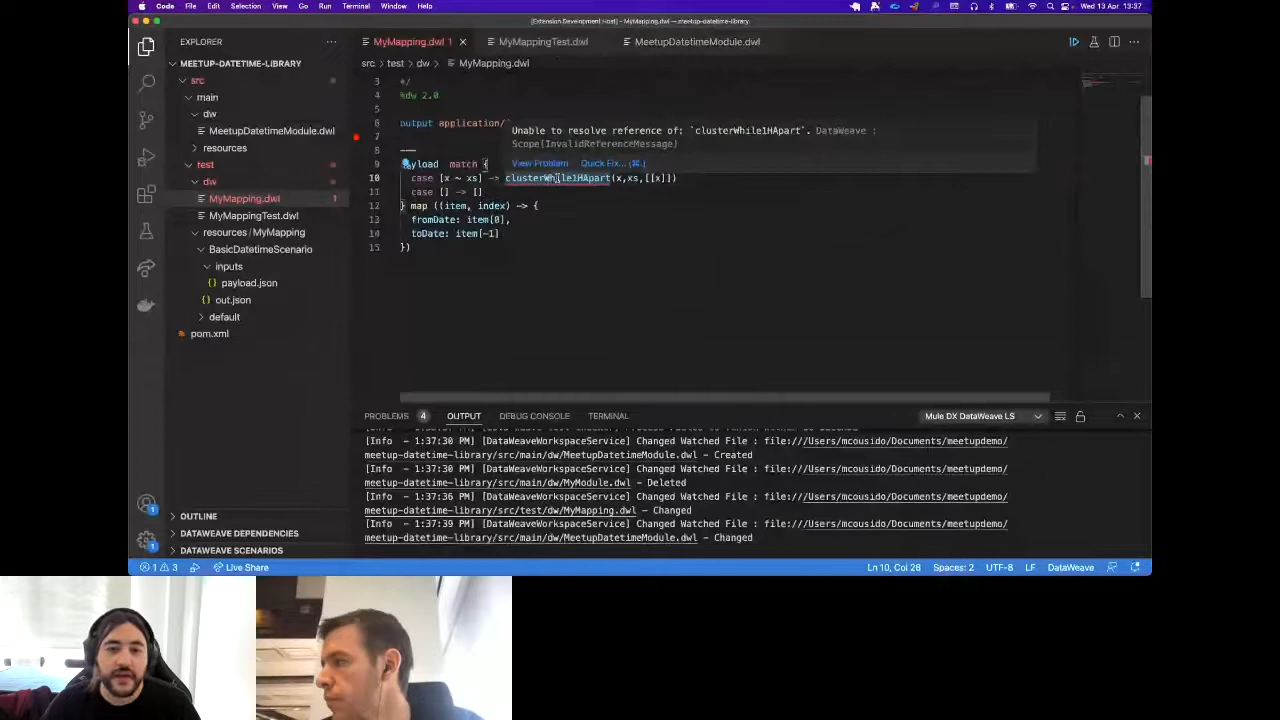 Code File Edit Selection View Go Run Terminal Window Help Wed 13 Apr 13:37
[Extension Development Host] - MyMapping.dwl — meetup-datetime-library
EXPLORER
MyMapping.dwl 1
MyMappingTest.dwl
MeetupDatetimeModule.dwl
src > test > dw > MyMapping.dwl
MEETUP-DATETIME-LIBRARY
src
main
dw
MeetupDatetimeModule.dwl
resources
test
dw
MyMapping.dwl 1
MyMappingTest.dwl
resources/MyMapping
BasicDatetimeScenario
inputs
payload.json
out.json
default
pom.xml
OUTLINE
DATAWEAVE DEPENDENCIES
DATAWEAVE SCENARIOS
3 */
4 %dw 2.0
5
6 output application/
7
---
9 payload match {
10 case [x ~ xs] -> clusterWhile1HApart(x,xs,[[x]])
11 case [] -> []
12 } map ((item, index) -> {
13 fromDate: item[0],
14 toDate: item[-1]
15 })
Unable to resolve reference of: `clusterWhile1HApart`. DataWeave :
Scope(InvalidReferenceMessage)
View Problem Quick Fix... (⌘.)
PROBLEMS 4 OUTPUT DEBUG CONSOLE TERMINAL Mule DX DataWeave LS
[Info - 1:37:30 PM] [DataWeaveWorkspaceService] Changed Watched File : file:///Users/mcousido/Documents/meetupdemo/
meetup-datetime-library/src/main/dw/MeetupDatetimeModule.dwl - Created
[Info - 1:37:30 PM] [DataWeaveWorkspaceService] Changed Watched File : file:///Users/mcousido/Documents/meetupdemo/
meetup-datetime-library/src/main/dw/MyModule.dwl - Deleted
[Info - 1:37:36 PM] [DataWeaveWorkspaceService] Changed Watched File : file:///Users/mcousido/Documents/meetupdemo/
meetup-datetime-library/src/test/dw/MyMapping.dwl - Changed
[Info - 1:37:39 PM] [DataWeaveWorkspaceService] Changed Watched File : file:///Users/mcousido/Documents/meetupdemo/
meetup-datetime-library/src/main/dw/MeetupDatetimeModule.dwl - Changed
1 3 Live Share Ln 10, Col 28 Spaces: 2 UTF-8 LF DataWeave